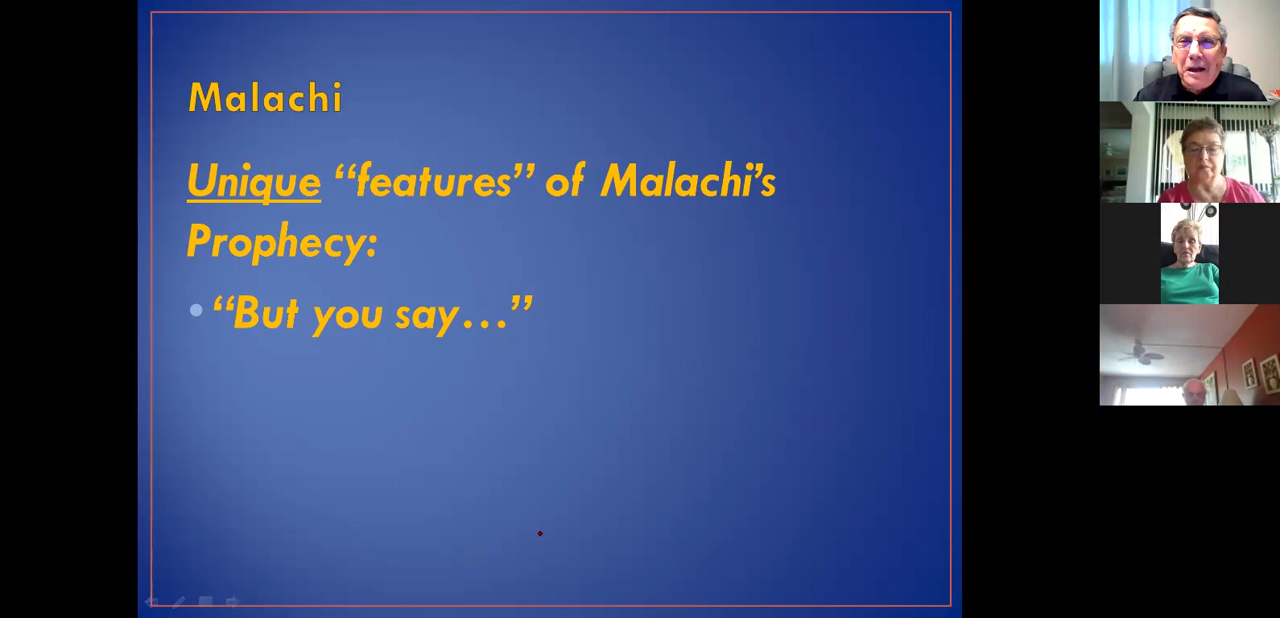 Malachi
Unique “features” of Malachi’s
Prophecy:
• “But you say…”